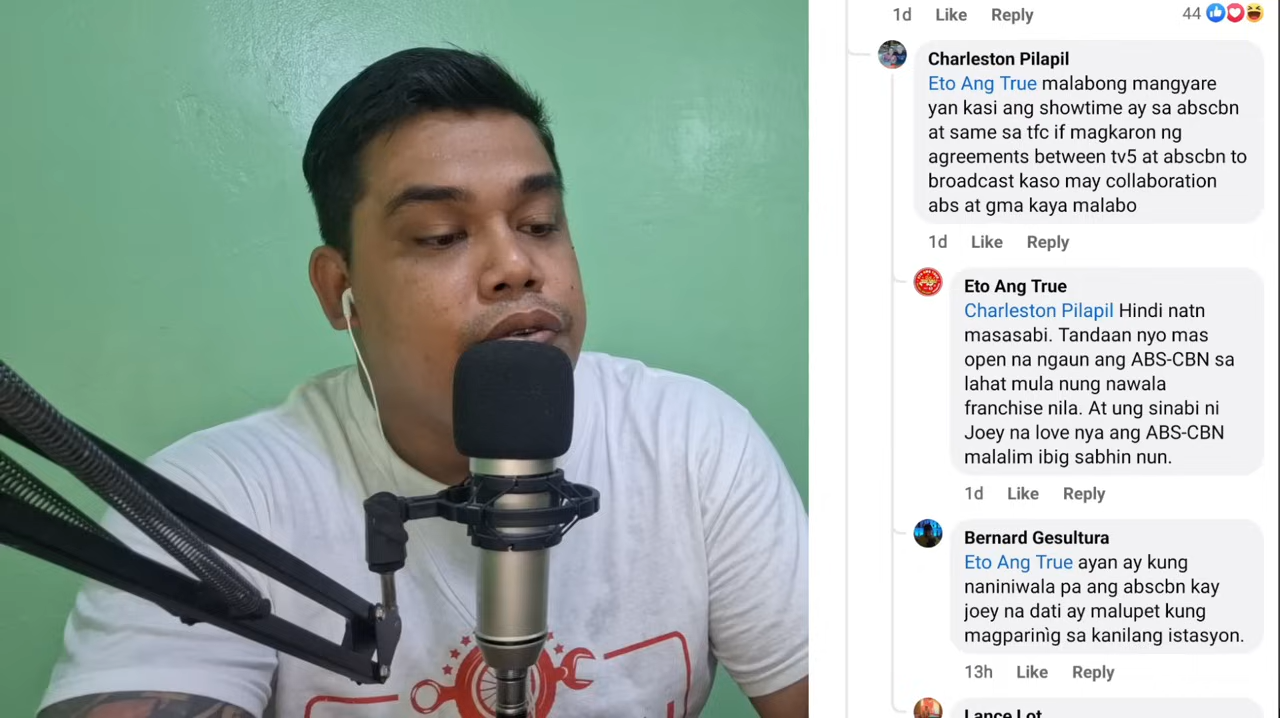 1d Like Reply 44
Charleston Pilapil
Eto Ang True malabong mangyare
yan kasi ang showtime ay sa abscbn
at same sa tfc if magkaron ng
agreements between tv5 at abscbn to
broadcast kaso may collaboration
abs at gma kaya malabo
1d Like Reply
Eto Ang True
Charleston Pilapil Hindi natn
masasabi. Tandaan nyo mas
open na ngaun ang ABS-CBN sa
lahat mula nung nawala
franchise nila. At ung sinabi ni
Joey na love nya ang ABS-CBN
malalim ibig sabhin nun.
1d Like Reply
Bernard Gesultura
Eto Ang True ayan ay kung
naniniwala pa ang abscbn kay
joey na dati ay malupet kung
magparinìg sa kanilang istasyon.
13h Like Reply
Lance Lot